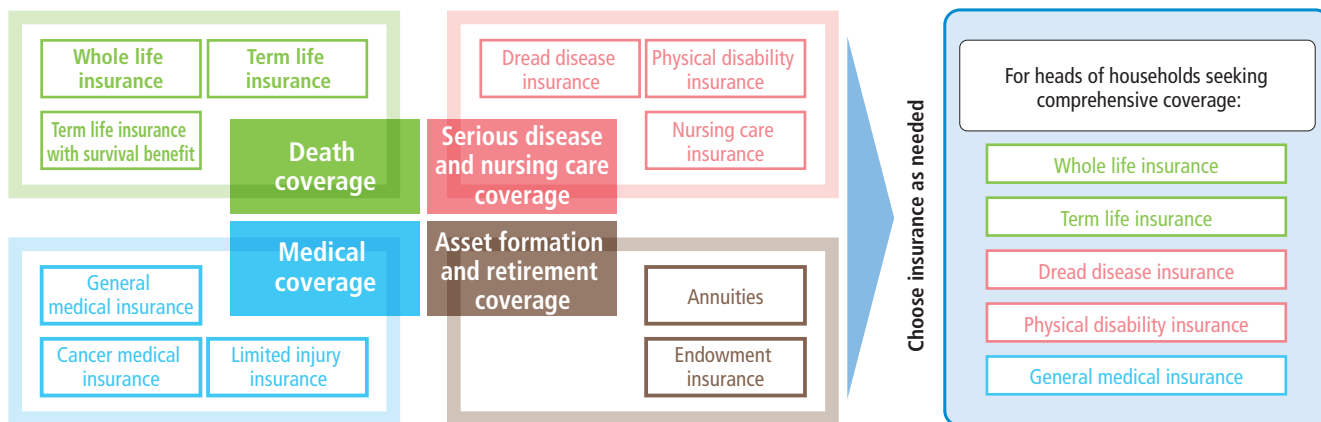 Whole life
insurance
Term life
insurance
Term life insurance
with survival benefit
Death
coverage
Dread disease
insurance
Physical disability
insurance
Nursing care
insurance
Serious disease
and nursing care
coverage
Medical
coverage
General
medical insurance
Cancer medical
insurance
Limited injury
insurance
Asset formation
and retirement
coverage
Annuities
Endowment
insurance
Choose insurance as needed
For heads of households seeking
comprehensive coverage:
Whole life insurance
Term life insurance
Dread disease insurance
Physical disability insurance
General medical insurance